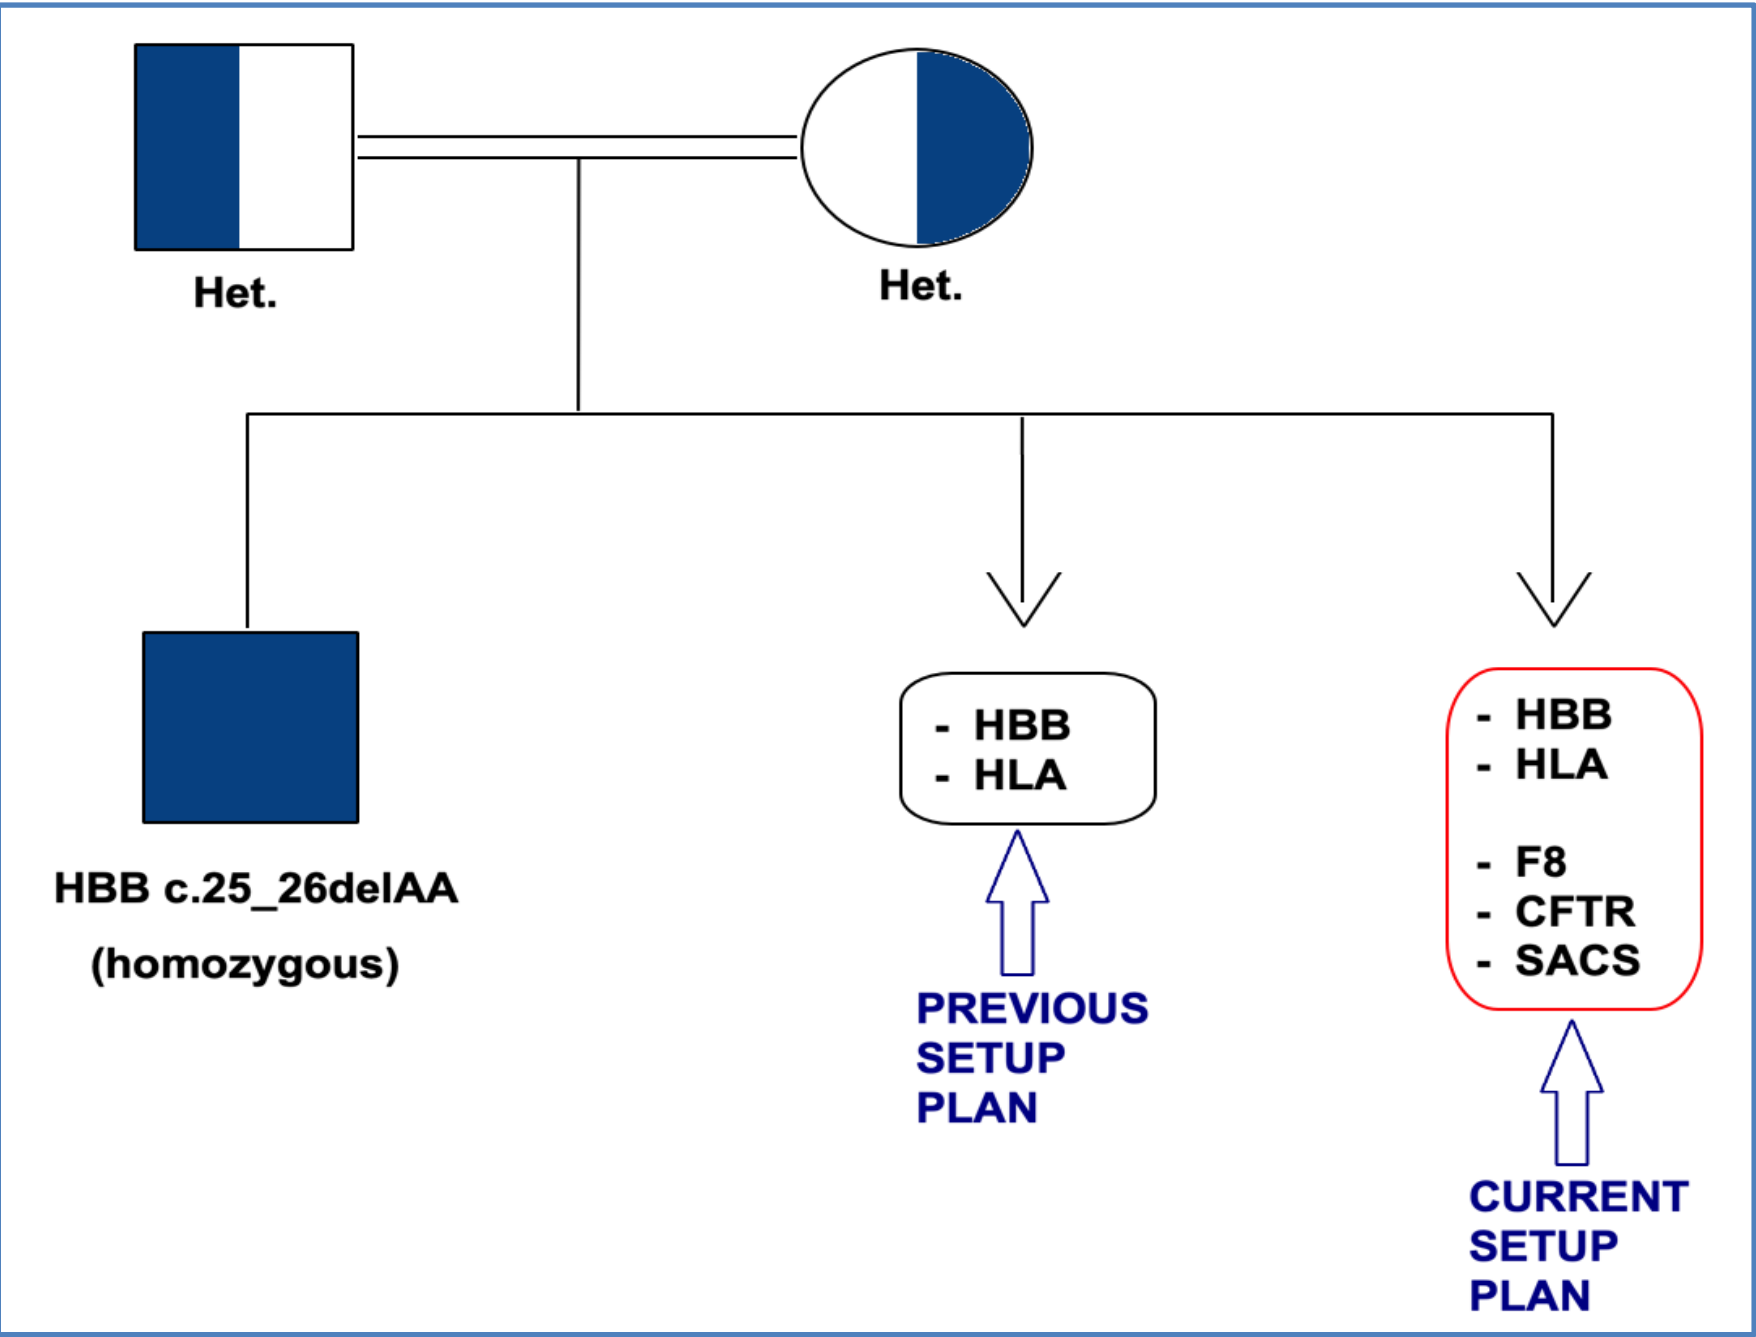 Het.
Het.
HBB c.25_26delAA
(homozygous)
- HBB
- HLA
PREVIOUS
SETUP
PLAN
- HBB
- HLA
- F8
- CFTR
- SACS
CURRENT
SETUP
PLAN